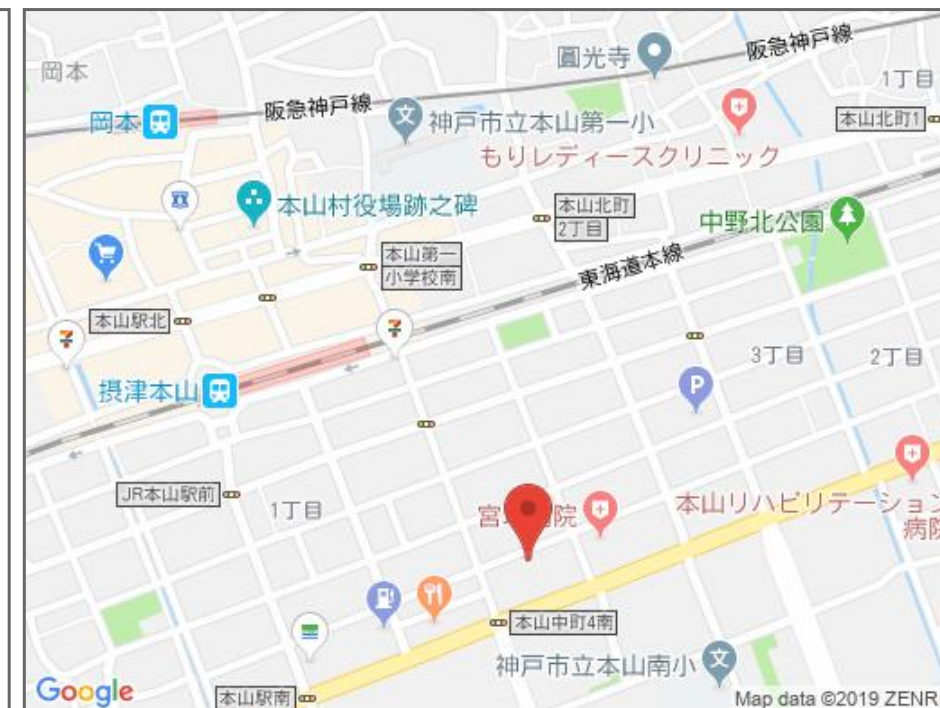 岡本
圓光寺
阪急神戸線
1丁目
岡本
阪急神戸線
神戸市立本山第一小
本山北町1
もりレディースクリニック
本山村役場跡之碑
本山北町
2丁目
中野北公園
本山第一
小学校南
東海道本線
本山駅北
3丁目
2丁目
摂津本山
P
JR本山駅前
1丁目
宮
院
本山リハビリテーション
病院
本山中町4南
神戸市立本山南小
文
文
Google
本山駅南
Map data ©2019 ZENR